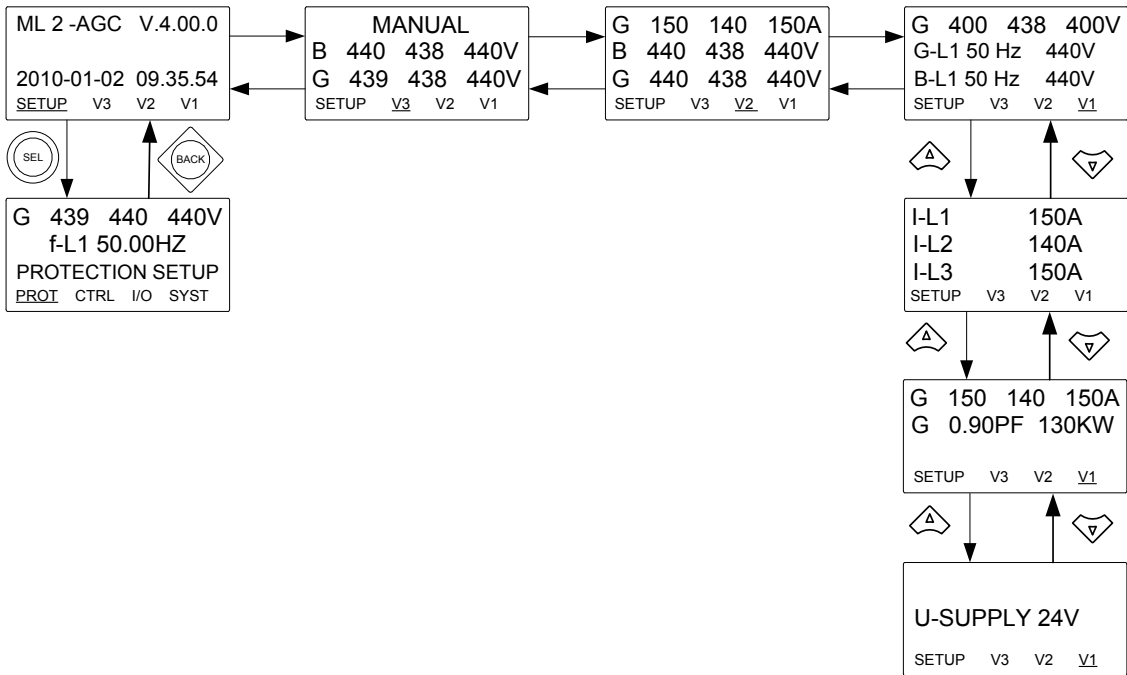 ML 2 -AGC V.4.00.0
2010-01-02 09.35.54
SETUP V3 V2 V1
MANUAL
B 440 438 440V
G 439 438 440V
SETUP V3 V2 V1
G 150 140 150A
B 440 438 440V
G 440 438 440V
SETUP V3 V2 V1
G 400 438 400V
G-L1 50 Hz 440V
B-L1 50 Hz 440V
SETUP V3 V2 V1
SEL
BACK
G 439 440 440V
f-L1 50.00HZ
PROTECTION SETUP
PROT CTRL I/O SYST
I-L1 150A
I-L2 140A
I-L3 150A
SETUP V3 V2 V1
G 150 140 150A
G 0.90PF 130KW
SETUP V3 V2 V1
U-SUPPLY 24V
SETUP V3 V2 V1